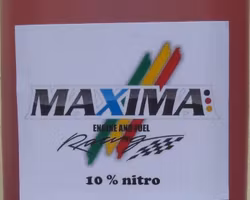 MAXIMA
ENGINE AND FUEL
Racing
10 % nitro